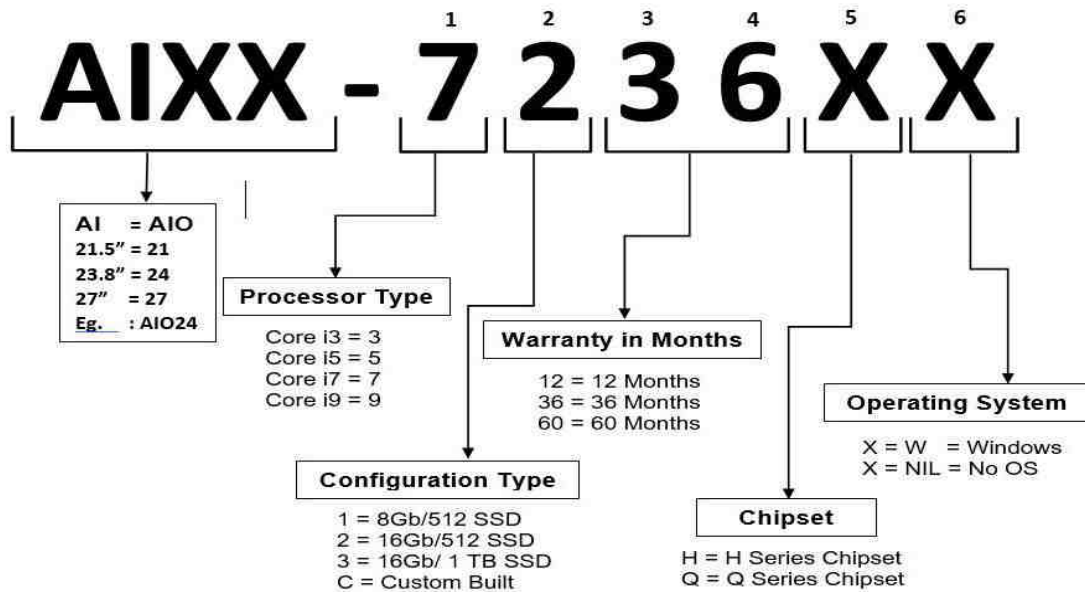 1 2 3 4 5 6
AIXX - 7 2 3 6 X X
AI = AIO
21.5” = 21
23.8” = 24
27” = 27
Eg. : AIO24
Processor Type
Core i3 = 3
Core i5 = 5
Core i7 = 7
Core i9 = 9
Configuration Type
1 = 8Gb/512 SSD
2 = 16Gb/512 SSD
3 = 16Gb/ 1 TB SSD
C = Custom Built
Warranty in Months
12 = 12 Months
36 = 36 Months
60 = 60 Months
Chipset
H = H Series Chipset
Q = Q Series Chipset
Operating System
X = W = Windows
X = NIL = No OS